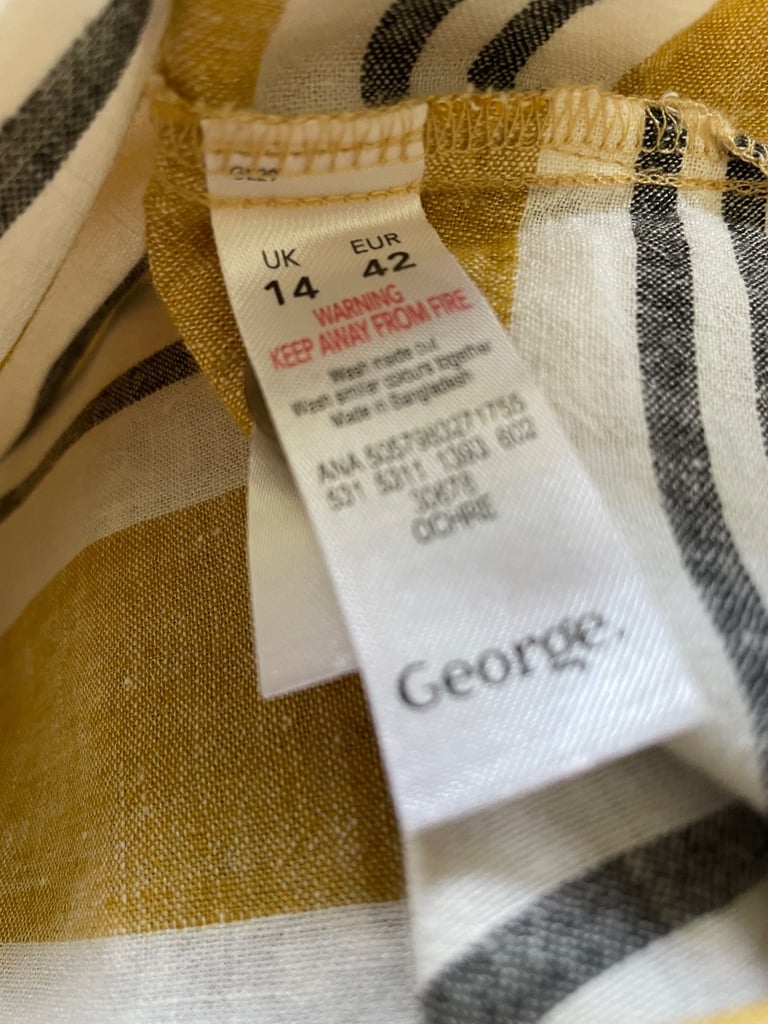 GL29
UK EUR
14 42
WARNING
KEEP AWAY FROM FIRE
Wash inside out
Wash similar colours together
Made in Bangladesh
ANA 5057983271755
531 5311 1393 602
OCHRE
George.